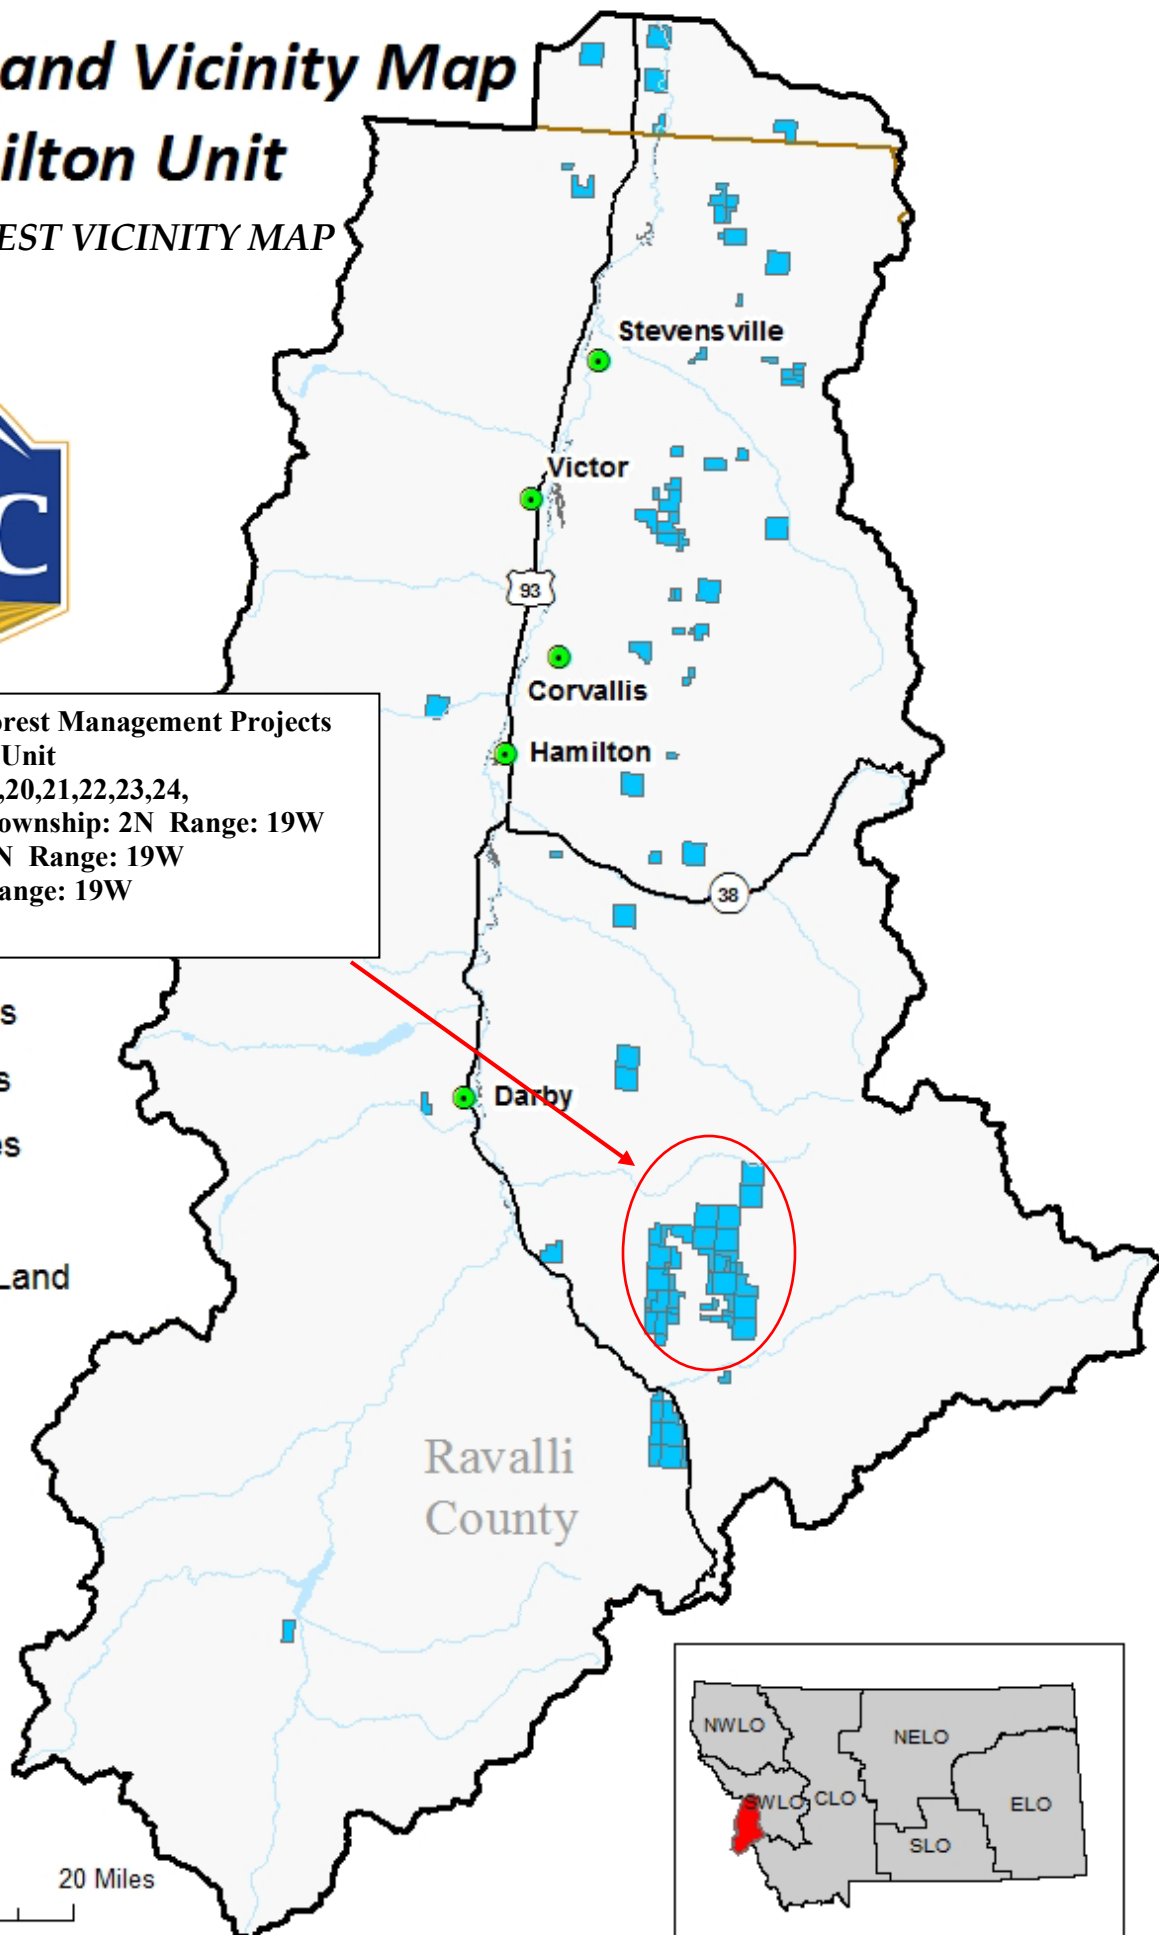 and Vicinity Map
ilton Unit
EST VICINITY MAP
Stevensville
Victor
C
93
Corvallis
orest Management Projects
Unit
,20,21,22,23,24,
ownship: 2N Range: 19W
N Range: 19W
ange: 19W
Hamilton
38
s
s
Darby
es
Land
Ravalli
County
NWLO
NELO
SWLO
CLO
ELO
SLO
20 Miles